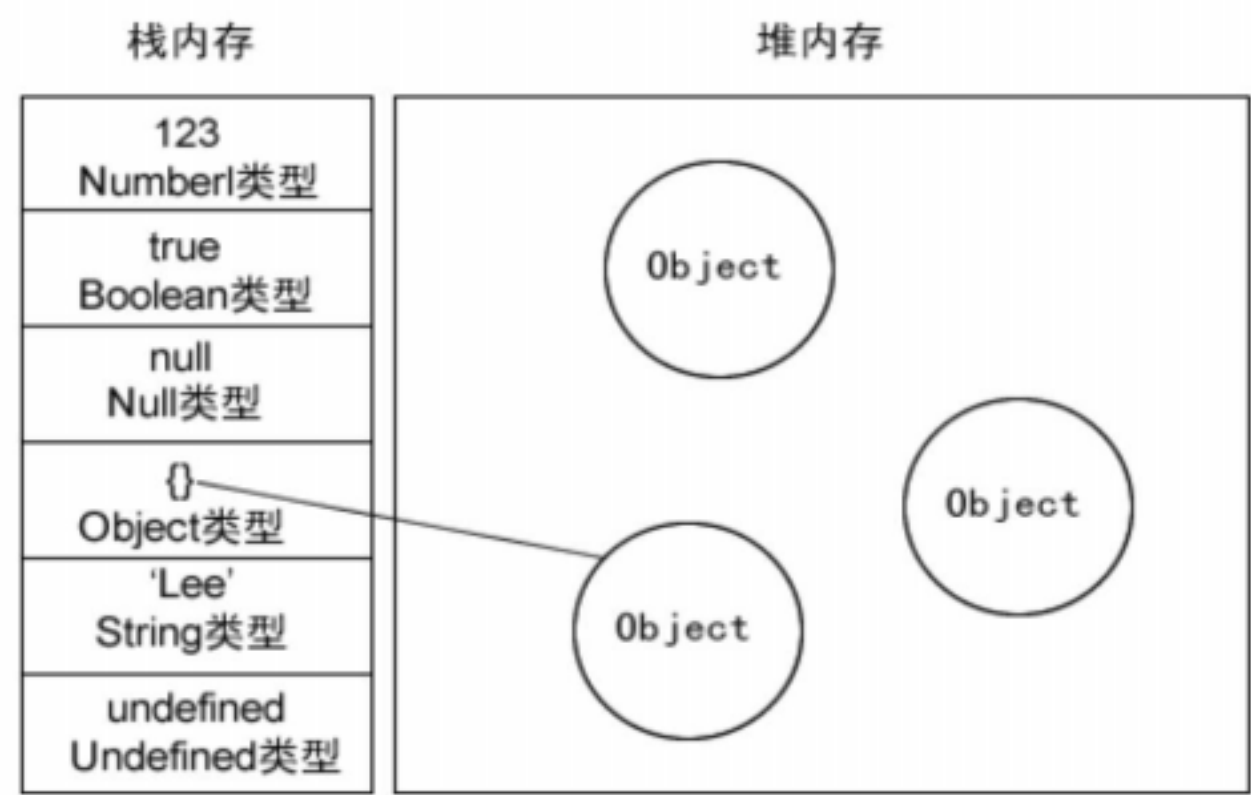 栈内存
堆内存
123
Numberl类型
true
Boolean类型
null
Null类型
{}
Object类型
‘Lee’
String类型
undefined
Undefined类型
Object
Object
Object